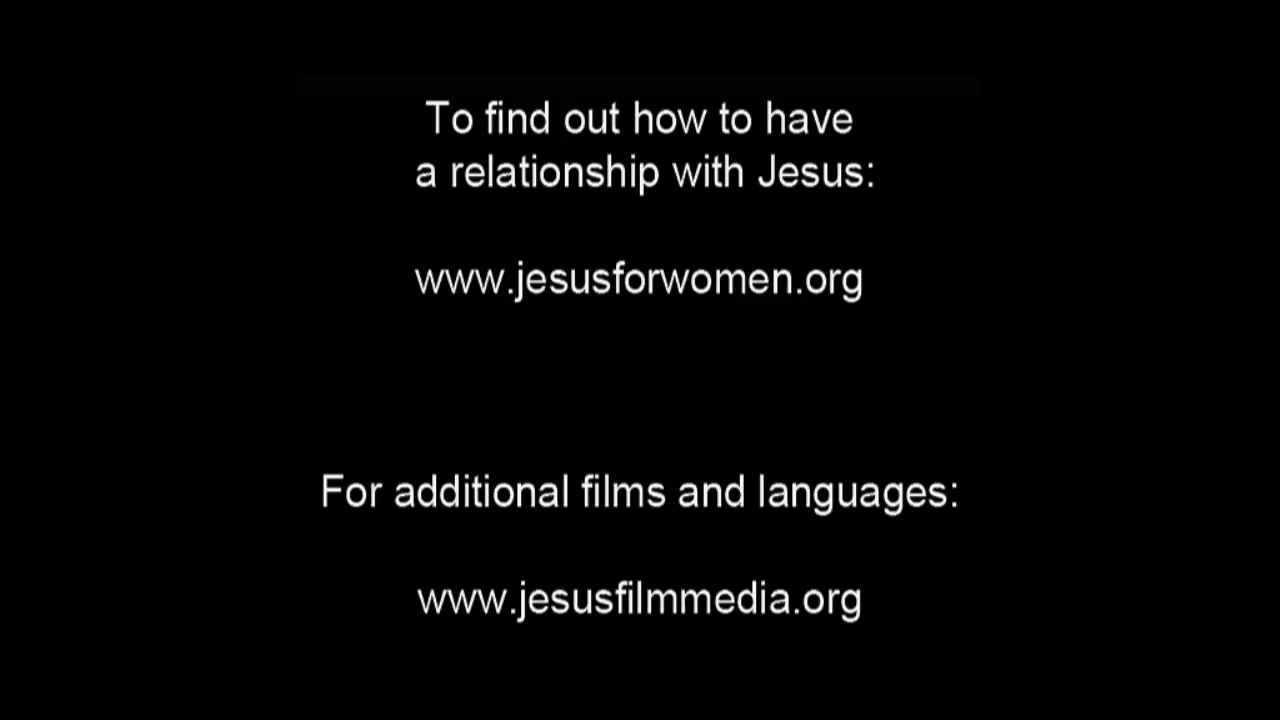 To find out how to have
a relationship with Jesus:
www.jesusforwomen.org
For additional films and languages:
www.jesusfilmmedia.org